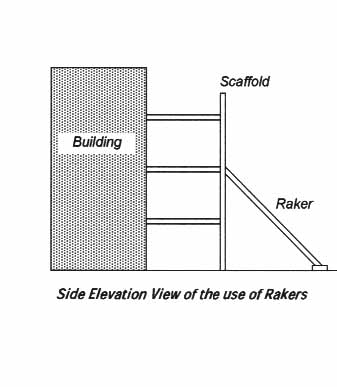 Scaffold
Building
Raker
Side Elevation View of the use of Rakers